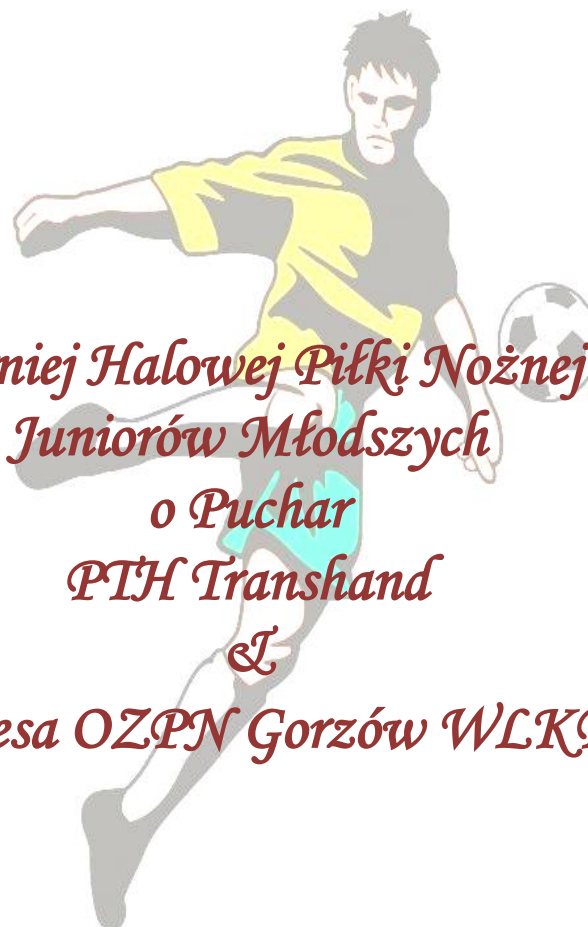 niej Halowej Piłki Nożnej
Juniorów Młodszych
o Puchar
PTH Transhand
&
esa OZPN Gorzów WLK